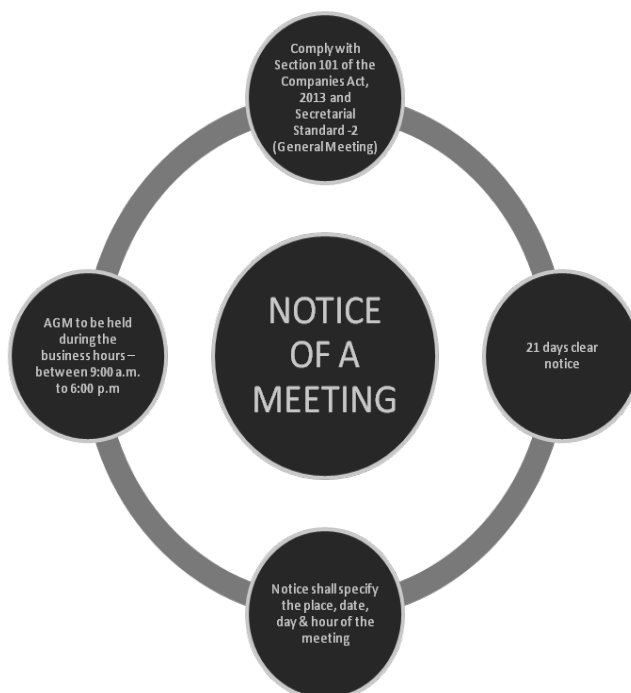 Comply with
Section 101 of the
Companies Act,
2013 and
Secretarial
Standard -2
(General Meeting)
NOTICE
OF A
MEETING
AGM to be held
during the
business hours –
between 9:00 a.m.
to 6:00 p.m
21 days clear
notice
Notice shall specify
the place, date,
day & hour of the
meeting